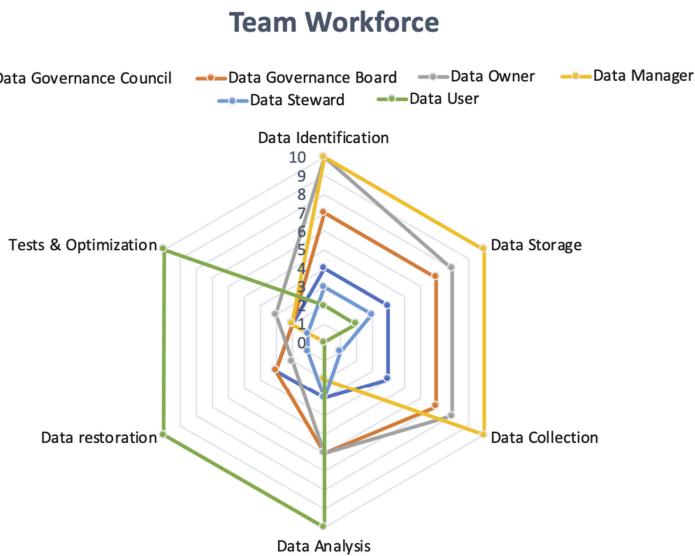 Team Workforce
Data Governance Council Data Governance Board Data Owner Data Manager
Data Steward Data User
Data Identification
10
9
8
7
6
5
4
3
2
1
0
Tests & Optimization
Data Storage
Data restoration
Data Collection
Data Analysis